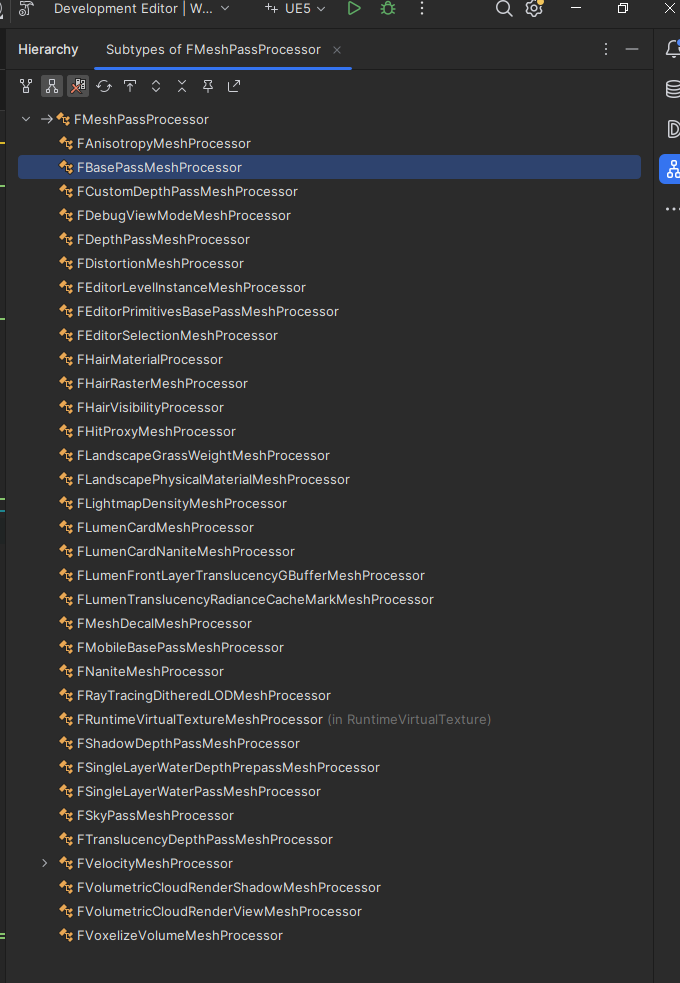 Development Editor | W... UE5
Hierarchy Subtypes of FMeshPassProcessor
FMeshPassProcessor
FAnisotropyMeshProcessor
FBasePassMeshProcessor
FCustomDepthPassMeshProcessor
FDebugViewModeMeshProcessor
FDepthPassMeshProcessor
FDistortionMeshProcessor
FEditorLevelInstanceMeshProcessor
FEditorPrimitivesBasePassMeshProcessor
FEditorSelectionMeshProcessor
FHairMaterialProcessor
FHairRasterMeshProcessor
FHairVisibilityProcessor
FHitProxyMeshProcessor
FLandscapeGrassWeightMeshProcessor
FLandscapePhysicalMaterialMeshProcessor
FLightmapDensityMeshProcessor
FLumenCardMeshProcessor
FLumenCardNaniteMeshProcessor
FLumenFrontLayerTranslucencyGBufferMeshProcessor
FLumenTranslucencyRadianceCacheMarkMeshProcessor
FMeshDecalMeshProcessor
FMobileBasePassMeshProcessor
FNaniteMeshProcessor
FRayTracingDitheredLODMeshProcessor
FRuntimeVirtualTextureMeshProcessor (in RuntimeVirtualTexture)
FShadowDepthPassMeshProcessor
FSingleLayerWaterDepthPrepassMeshProcessor
FSingleLayerWaterPassMeshProcessor
FSkyPassMeshProcessor
FTranslucencyDepthPassMeshProcessor
FVelocityMeshProcessor
FVolumetricCloudRenderShadowMeshProcessor
FVolumetricCloudRenderViewMeshProcessor
FVoxelizeVolumeMeshProcessor